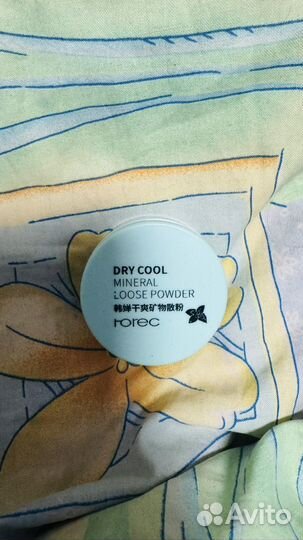 DRY COOL
MINERAL
LOOSE POWDER
韩婵干爽矿物散粉
rorec
Avito